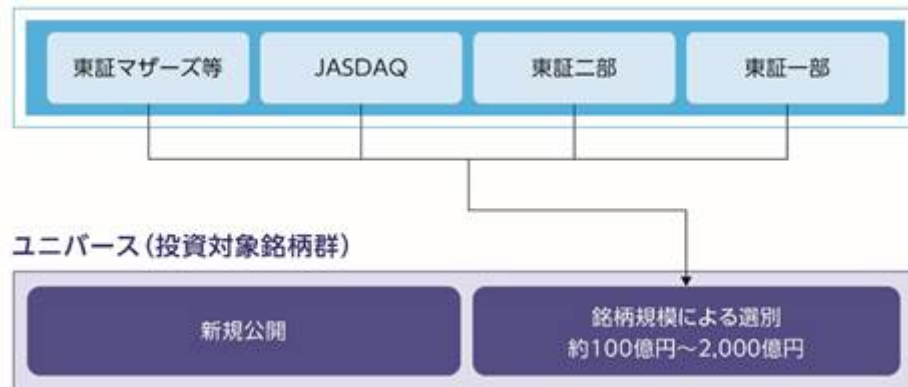 東証マザーズ等
JASDAQ
東証二部
東証一部
ユニバース(投資対象銘柄群)
新規公開
銘柄規模による選別
約100億円～2,000億円